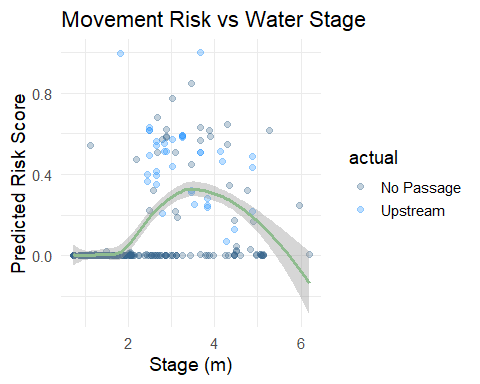 Movement Risk vs Water Stage
Predicted Risk Score
0.8
0.4
0.0
2
4
6
Stage (m)
actual
No Passage
Upstream